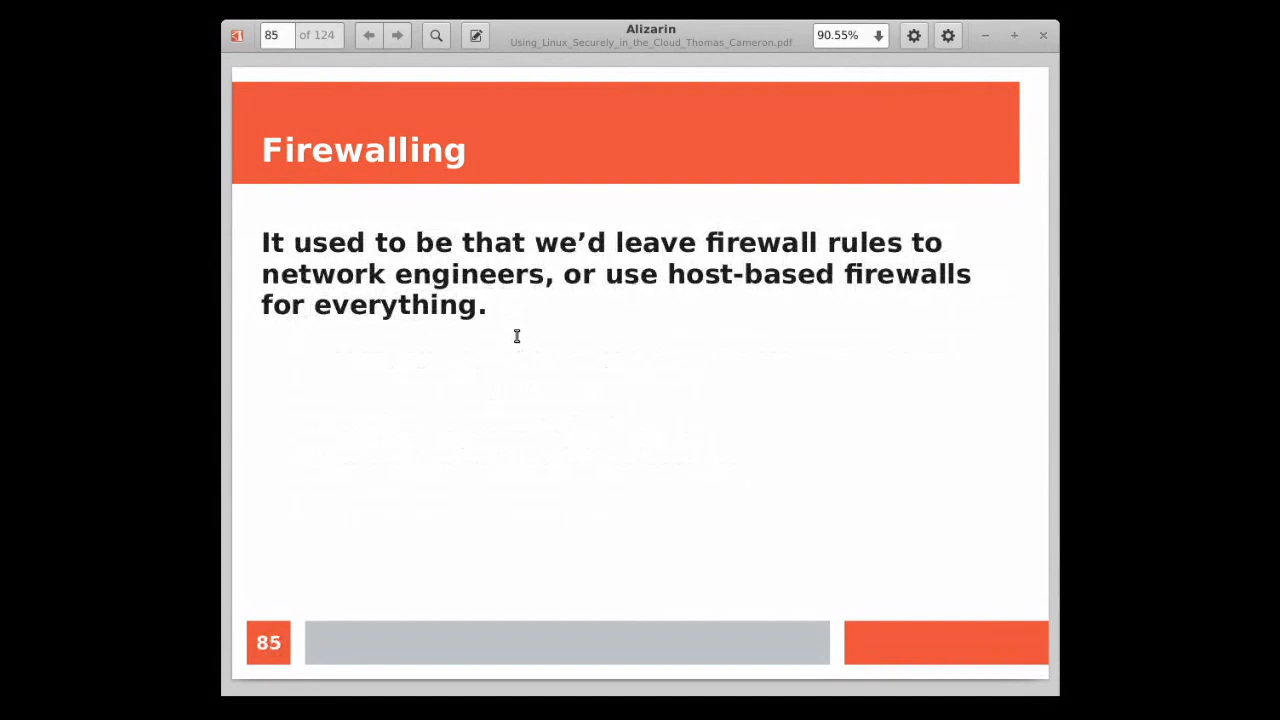 85 of 124
Alizarin
Using_Linux_Securely_in_the_Cloud_Thomas_Cameron.pdf
90.55%
Firewalling
It used to be that we’d leave firewall rules to
network engineers, or use host-based firewalls
for everything.
85